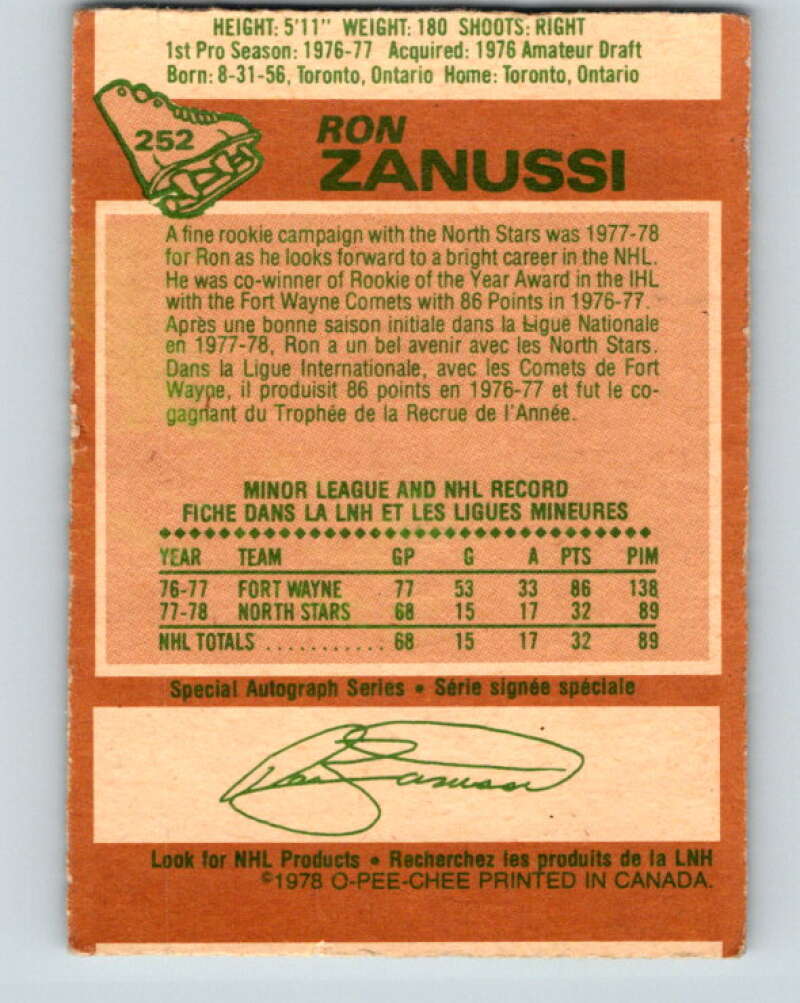 HEIGHT: 5'11" WEIGHT: 180 SHOOTS: RIGHT
1st Pro Season: 1976-77 Acquired: 1976 Amateur Draft
Born: 8-31-56, Toronto, Ontario Home: Toronto, Ontario
252
RON
ZANUSSI
A fine rookie campaign with the North Stars was 1977-78
for Ron as he looks forward to a bright career in the NHL.
He was co-winner of Rookie of the Year Award in the IHL
with the Fort Wayne Comets with 86 Points in 1976-77.
Après une bonne saison initiale dans la Ligue Nationale
en 1977-78, Ron a un bel avenir avec les North Stars.
Dans la Ligue Internationale, avec les Comets de Fort
Wayne, il produisit 86 points en 1976-77 et fut le co-
gagnant du Trophée de la Recrue de l'Année.
MINOR LEAGUE AND NHL RECORD
FICHE DANS LA LNH ET LES LIGUES MINEURES
YEAR TEAM GP G A PTS PIM
76-77 FORT WAYNE 77 53 33 86 138
77-78 NORTH STARS 68 15 17 32 89
NHL TOTALS ........... 68 15 17 32 89
Special Autograph Series • Série signée spéciale
Ron Zanussi
Look for NHL Products • Recherchez les produits de la LNH
©1978 O-PEE-CHEE PRINTED IN CANADA.